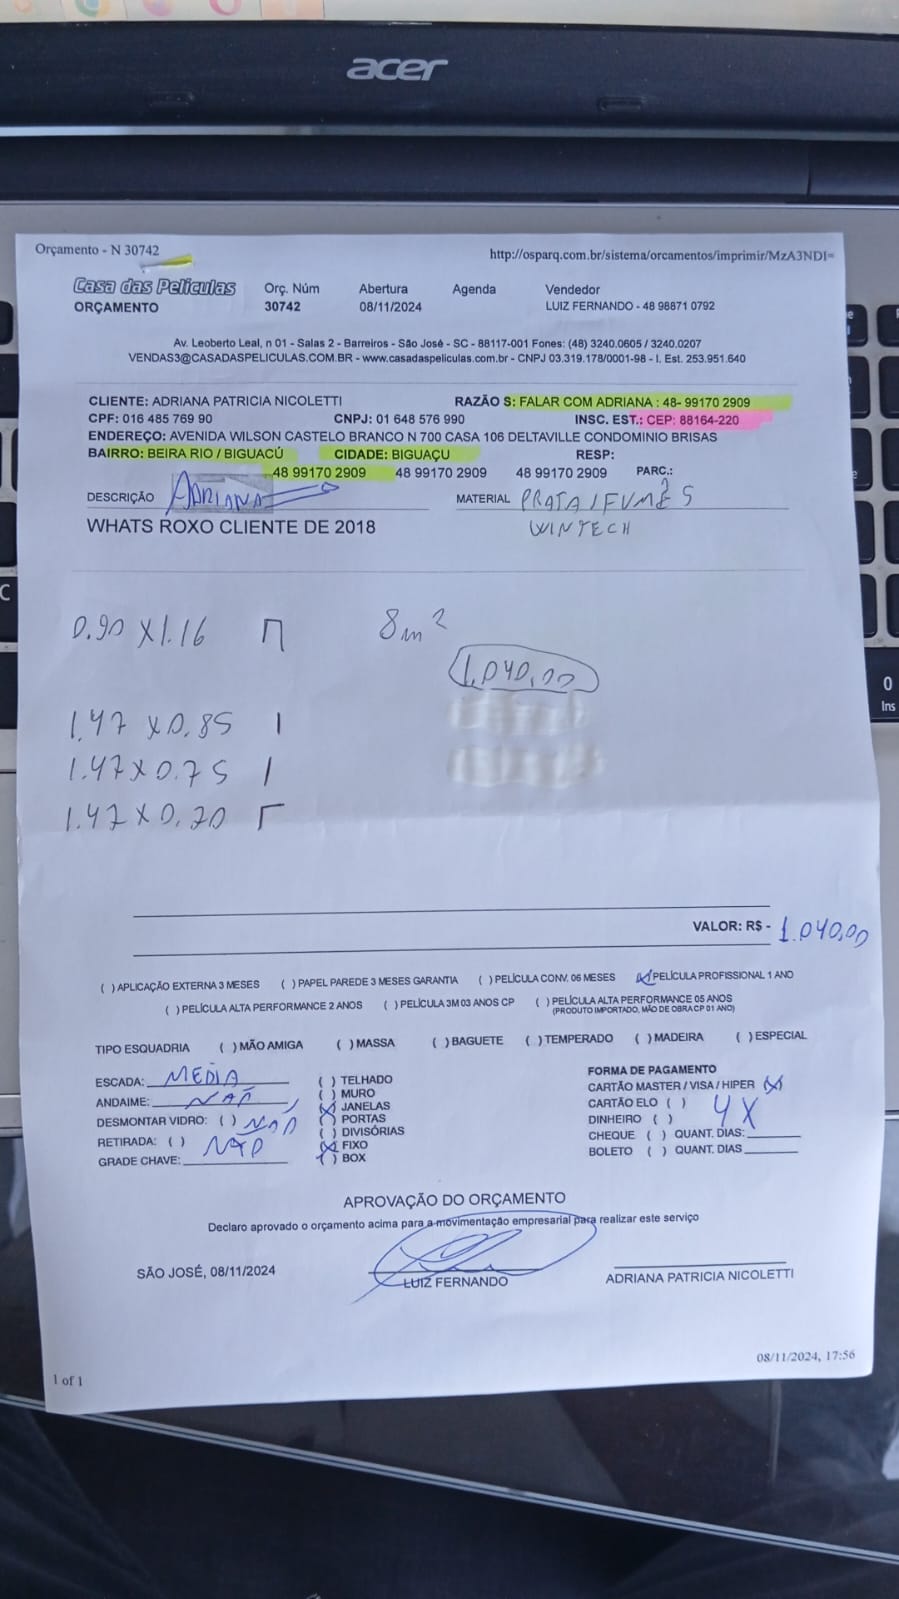 acer
Orçamento - N 30742
http://osparq.com.br/sistema/orcamentos/imprimir/MzA3NDI=
Casa das Películas Orç. Núm Abertura Agenda Vendedor
ORÇAMENTO 30742 08/11/2024 LUIZ FERNANDO - 48 98871 0792
Av. Leoberto Leal, n 01 - Salas 2 - Barreiros - São José - SC - 88117-001 Fones: (48) 3240.0605 / 3240.0207
VENDAS3@CASADASPELICULAS.COM.BR - www.casadaspeliculas.com.br - CNPJ 03.319.178/0001-98 - I. Est. 253.951.640
CLIENTE: ADRIANA PATRICIA NICOLETTI RAZÃO S: FALAR COM ADRIANA : 48- 99170 2909
CPF: 016 485 769 90 CNPJ: 01 648 576 990 INSC. EST.: CEP: 88164-220
ENDEREÇO: AVENIDA WILSON CASTELO BRANCO N 700 CASA 106 DELTAVILLE CONDOMINIO BRISAS
BAIRRO: BEIRA RIO / BIGUACÚ CIDADE: BIGUAÇU RESP:
48 99170 2909 48 99170 2909 48 99170 2909 PARC.:
DESCRIÇÃO ADRIANA MATERIAL PRATA/FUMÊS
WHATS ROXO CLIENTE DE 2018 WINTECH
0.90 X 1.16 8m²
1.040,00
1.47 X 0.85
1.47 X 0.75
1.47 X 0.70
VALOR: R$ - 1.040,00
( ) APLICAÇÃO EXTERNA 3 MESES ( ) PAPEL PAREDE 3 MESES GARANTIA ( ) PELÍCULA CONV. 06 MESES (X) PELÍCULA PROFISSIONAL 1 ANO
( ) PELÍCULA ALTA PERFORMANCE 2 ANOS ( ) PELÍCULA 3M 03 ANOS CP ( ) PELÍCULA ALTA PERFORMANCE 05 ANOS
(PRODUTO IMPORTADO, MÃO DE OBRA CP 01 ANO)
TIPO ESQUADRIA ( ) MÃO AMIGA ( ) MASSA ( ) BAGUETE ( ) TEMPERADO ( ) MADEIRA ( ) ESPECIAL
ESCADA: MEDIA
ANDAIME: NÃO
DESMONTAR VIDRO: ( ) NÃO
RETIRADA: ( ) NÃO
GRADE CHAVE:
( ) TELHADO
( ) MURO
(X) JANELAS
( ) PORTAS
( ) DIVISÓRIAS
(X) FIXO
( ) BOX
FORMA DE PAGAMENTO
CARTÃO MASTER / VISA / HIPER (X)
CARTÃO ELO ( ) 4X
DINHEIRO ( )
CHEQUE ( ) QUANT. DIAS:
BOLETO ( ) QUANT. DIAS
APROVAÇÃO DO ORÇAMENTO
Declaro aprovado o orçamento acima para a movimentação empresarial para realizar este serviço
SÃO JOSÉ, 08/11/2024 LUIZ FERNANDO ADRIANA PATRICIA NICOLETTI
08/11/2024, 17:56
1 of 1